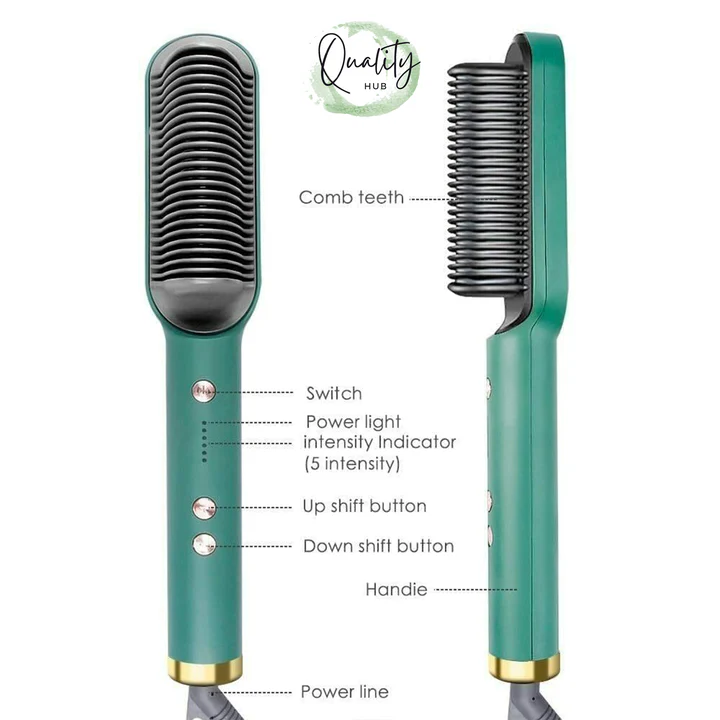 Quality
HUB
Comb teeth
Switch
Power light
intensity Indicator
(5 intensity)
Up shift button
Down shift button
Handie
Power line